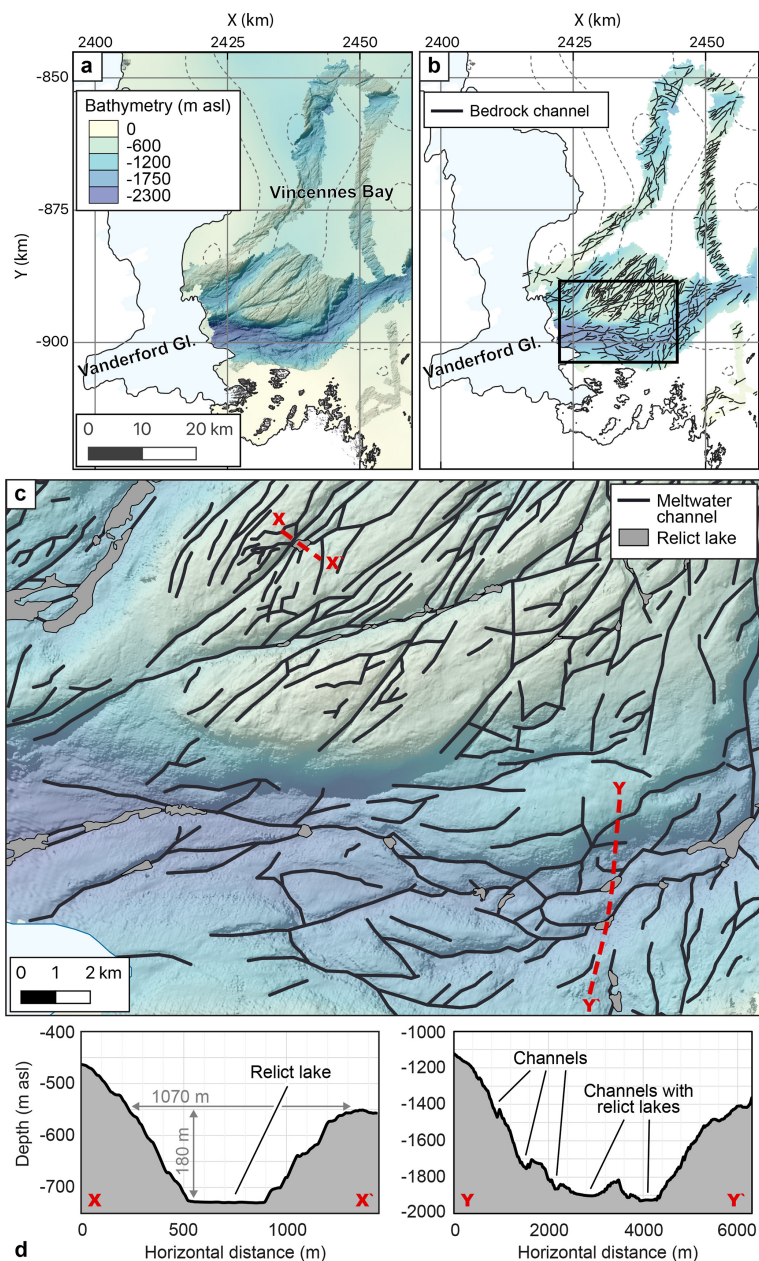 X (km)
X (km)
2400
2425
2450
2425
2450
a
b
-850
-875
-900
Y (km)
Bathymetry (m asl)
0
-600
-1200
-1750
-2300
Bedrock channel
Vincennes Bay
Vanderford Gl.
Vanderford Gl.
0 10 20 km
c
Meltwater
channel
Relict lake
X
X`
Y
Y`
0 1 2 km
-400
-500
-600
-700
Depth (m asl)
Relict lake
1070 m
180 m
X
X`
0
500
1000
Horizontal distance (m)
-1000
-1200
-1400
-1600
-1800
-2000
Channels
Channels with
relict lakes
Y
Y`
0
2000
4000
6000
Horizontal distance (m)
d